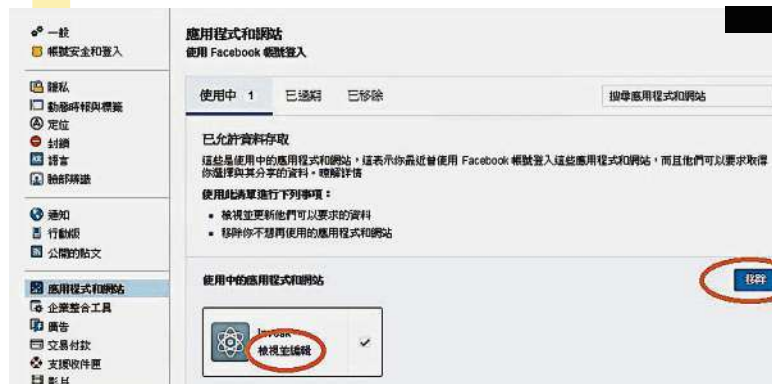 一般
帳號安全和登入
隱私
動態時報與標籤
定位
封鎖
語言
臉部辨識
通知
行動版
公開的貼文
應用程式和網站
企業整合工具
廣告
交易付款
支援收件匣
影片
應用程式和網站
使用 Facebook 帳號登入
使用中 1 已過期 已移除 搜尋應用程式和網站
已允許資料存取
這些是使用中的應用程式和網站,這表示你最近曾使用 Facebook 帳號登入這些應用程式和網站,而且他們可以要求取得
你選擇與其分享的資料。瞭解詳情
使用此清單進行下列事項:
• 檢視並更新他們可以要求的資料
• 移除你不想再使用的應用程式和網站
使用中的應用程式和網站 移除
檢視並編輯